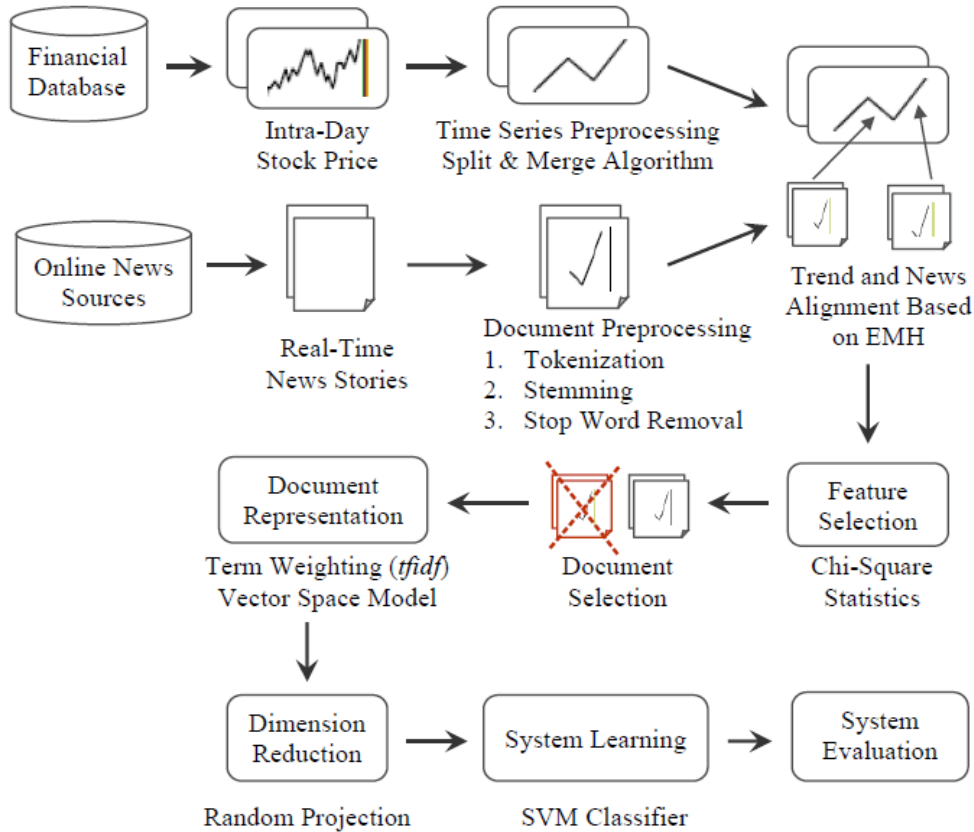 Financial
Database
Intra-Day
Stock Price
Time Series Preprocessing
Split & Merge Algorithm
Online News
Sources
Real-Time
News Stories
Document Preprocessing
1. Tokenization
2. Stemming
3. Stop Word Removal
Trend and News
Alignment Based
on EMH
Document
Representation
Term Weighting (tfidf)
Vector Space Model
Document
Selection
Feature
Selection
Chi-Square
Statistics
Dimension
Reduction
Random Projection
System Learning
SVM Classifier
System
Evaluation